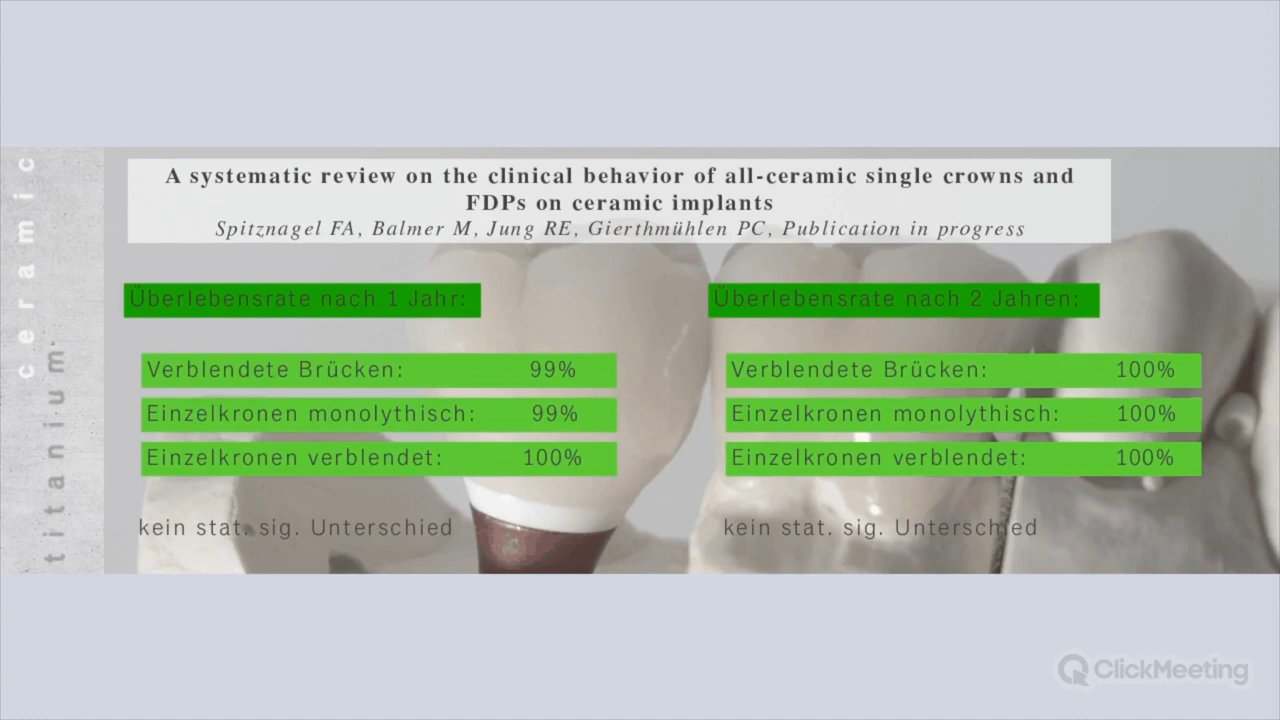 ceramic
titanium
A systematic review on the clinical behavior of all-ceramic single crowns and
FDPs on ceramic implants
Spitznagel FA, Balmer M, Jung RE, Gierthmühlen PC, Publication in progress
Überlebensrate nach 1 Jahr:
Verblendete Brücken: 99%
Einzelkronen monolythisch: 99%
Einzelkronen verblendet: 100%
kein stat. sig. Unterschied
Überlebensrate nach 2 Jahren:
Verblendete Brücken: 100%
Einzelkronen monolythisch: 100%
Einzelkronen verblendet: 100%
kein stat. sig. Unterschied
ClickMeeting